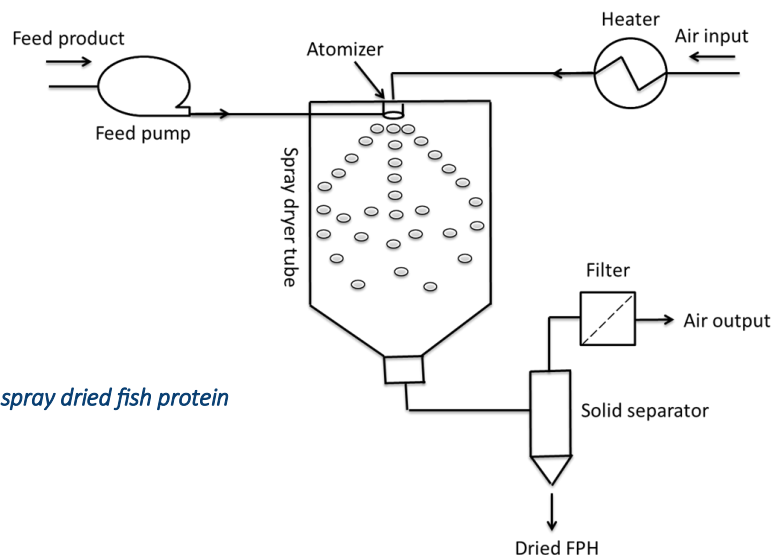 Heater
Feed product
Atomizer
Air input
Feed pump
Spray dryer tube
Filter
Air output
spray dried fish protein
Solid separator
Dried FPH